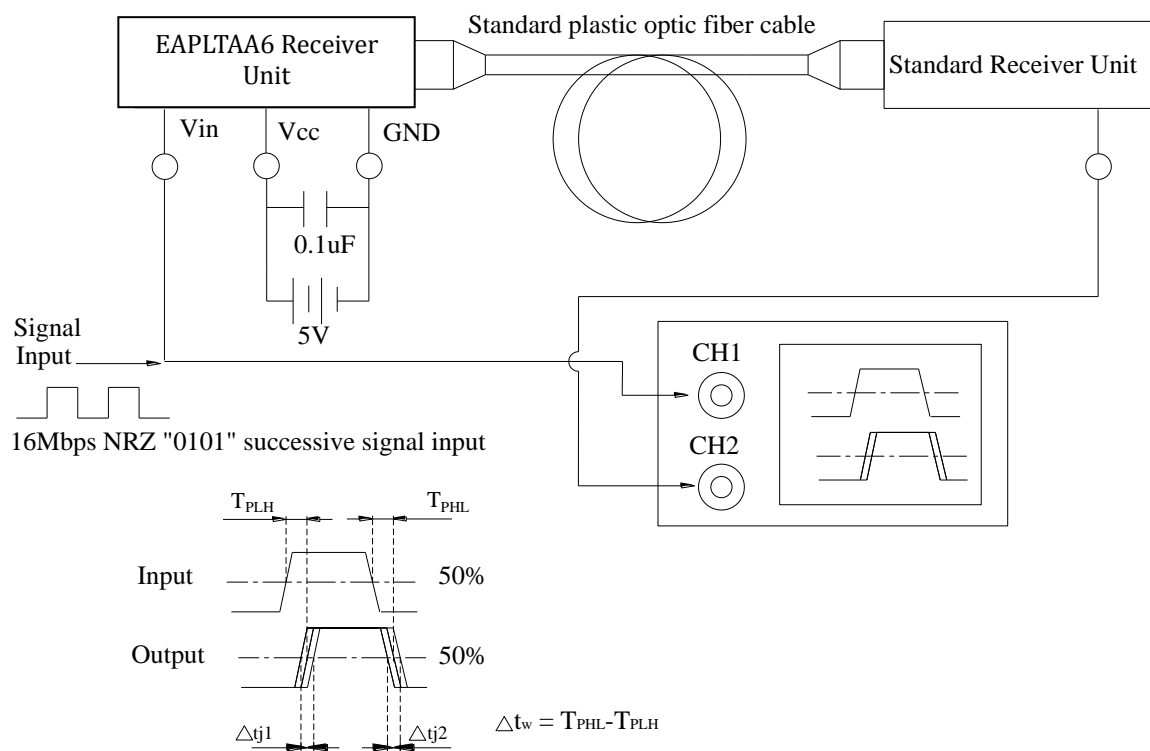 Standard plastic optic fiber cable
EAPLTAA6 Receiver
Unit
Standard Receiver Unit
Vin
Vcc
GND
0.1uF
5V
Signal
Input
16Mbps NRZ "0101" successive signal input
CH1
CH2
TPLH
TPHL
Input
50%
Output
50%
△tj1
△tj2
△tw = TPHL-TPLH